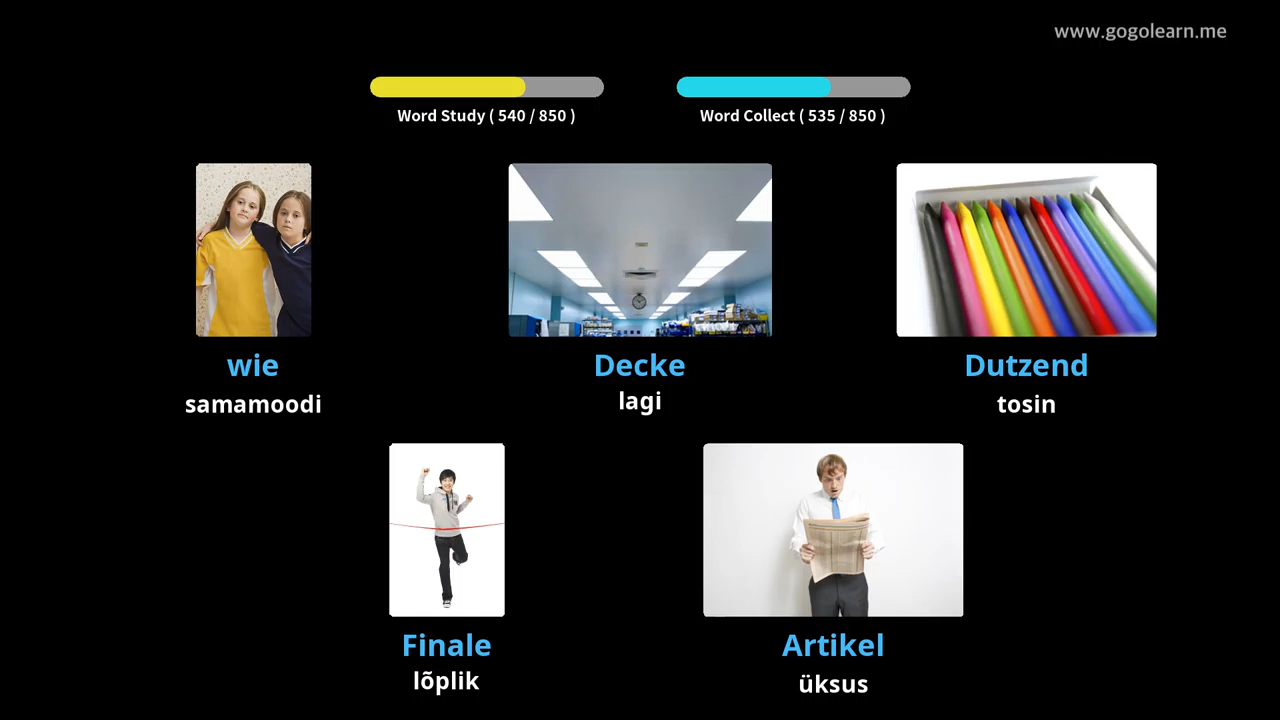 www.gogolearn.me
Word Study ( 540 / 850 )
Word Collect ( 535 / 850 )
wie
samamoodi
Decke
lagi
Dutzend
tosin
Finale
lõplik
Artikel
üksus